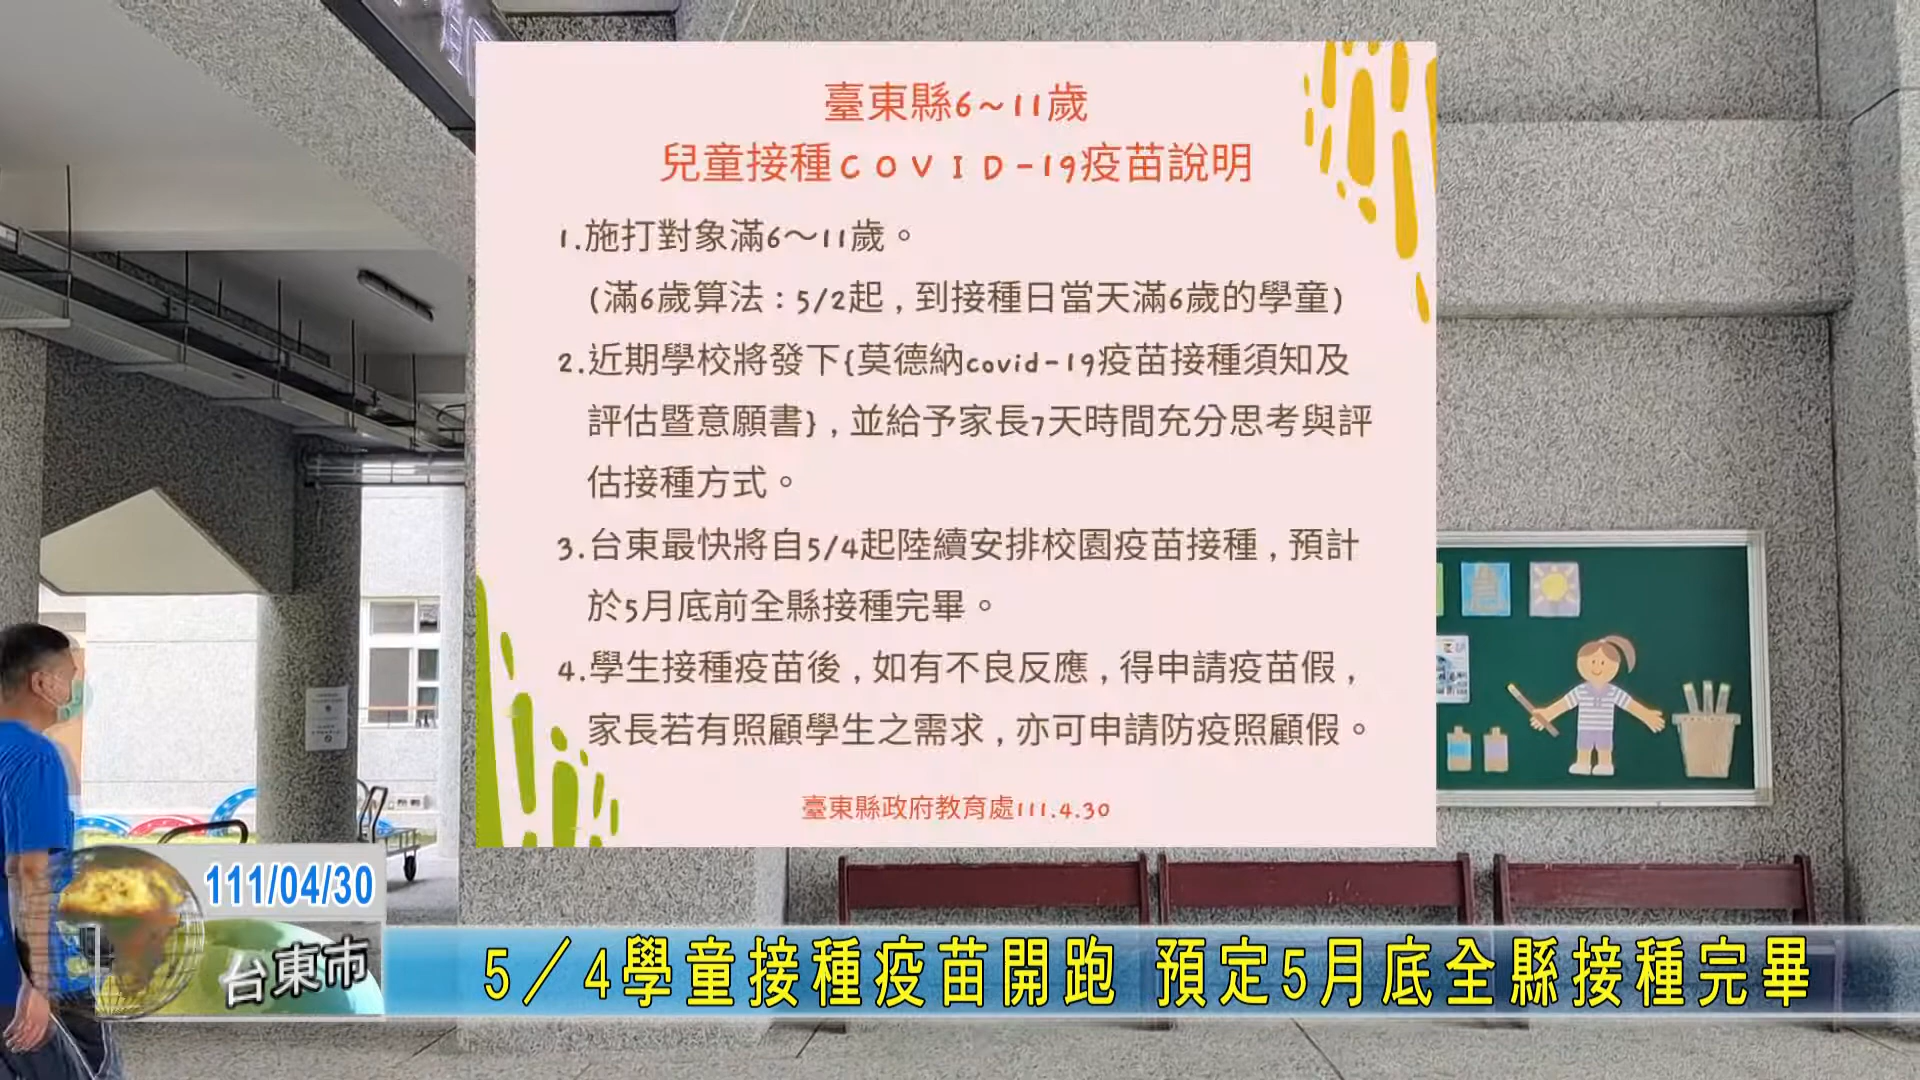 臺東縣6~11歲
兒童接種COVID-19疫苗說明
1.施打對象滿6~11歲。
(滿6歲算法:5/2起,到接種日當天滿6歲的學童)
2.近期學校將發下{莫德納covid-19疫苗接種須知及
評估暨意願書},並給予家長7天時間充分思考與評
估接種方式。
3.台東最快將自5/4起陸續安排校園疫苗接種,預計
於5月底前全縣接種完畢。
4.學生接種疫苗後,如有不良反應,得申請疫苗假,
家長若有照顧學生之需求,亦可申請防疫照顧假。
臺東縣政府教育處111.4.30
111/04/30
台東市
5/4學童接種疫苗開跑 預定5月底全縣接種完畢